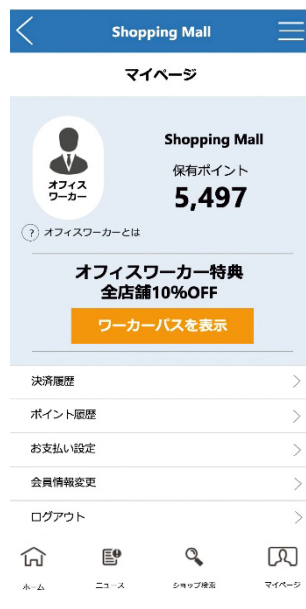 Shopping Mall
マイページ
オフィス
ワーカー
Shopping Mall
保有ポイント
5,497
? オフィスワーカーとは
オフィスワーカー特典
全店舗10%OFF
ワーカーパスを表示
決済履歴
ポイント履歴
お支払い設定
会員情報変更
ログアウト
ホーム ニュース ショップ検索 マイページ